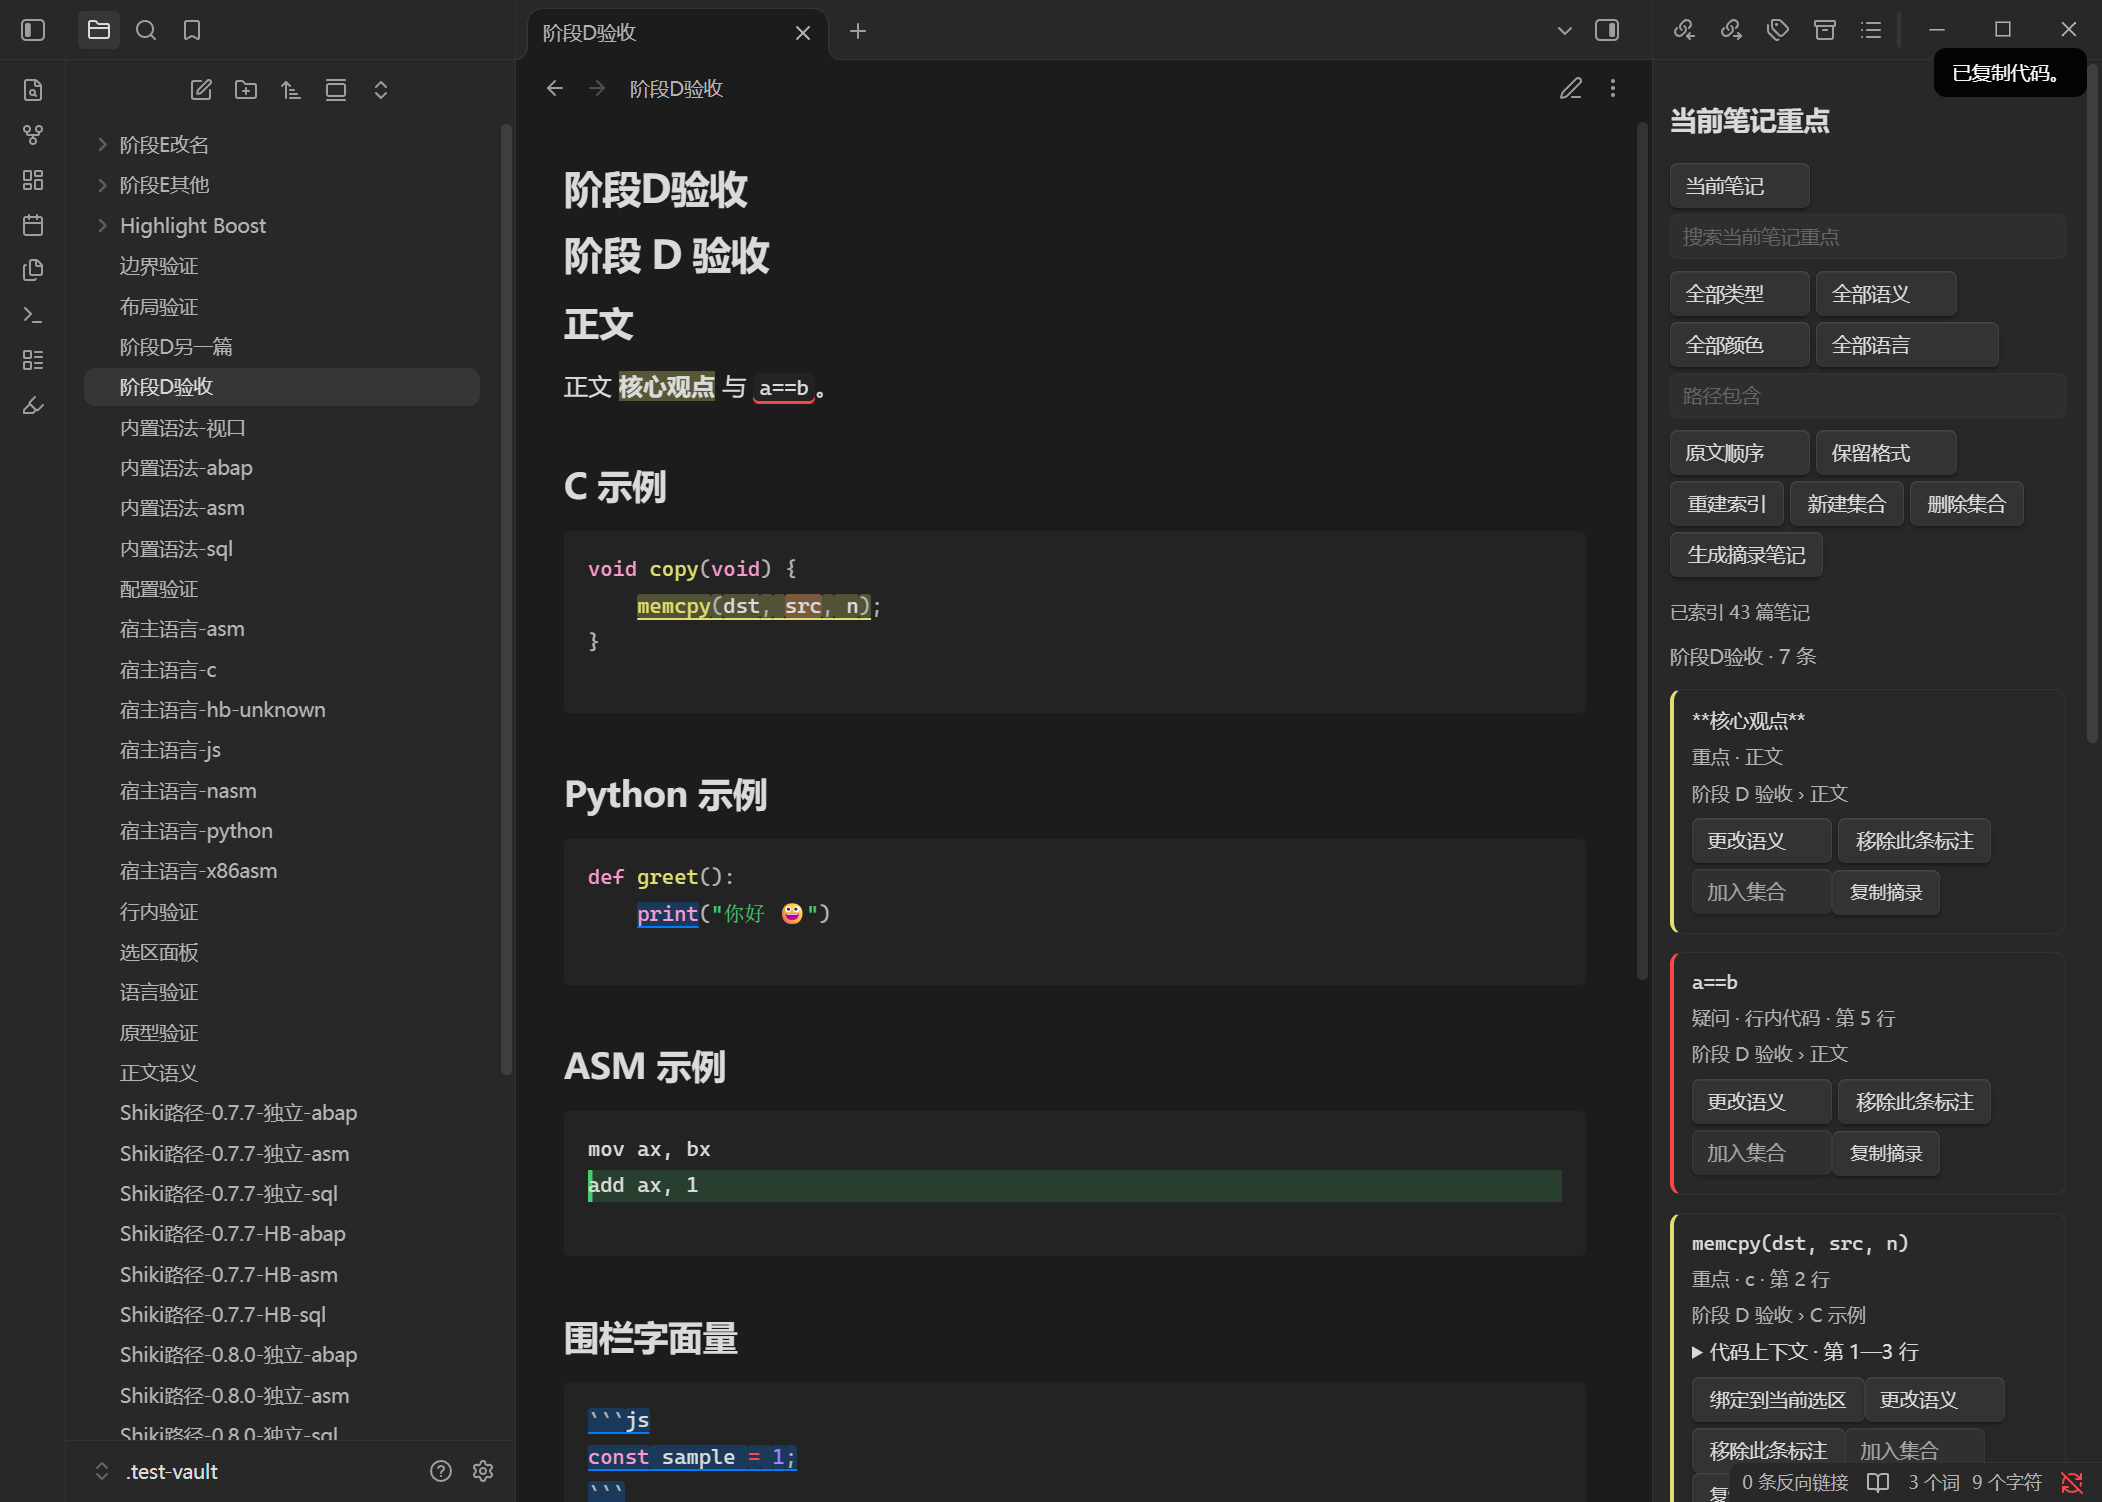 阶段D验收
已复制代码。
阶段E改名
阶段E其他
Highlight Boost
边界验证
布局验证
阶段D另一篇
阶段D验收
内置语法-视口
内置语法-abap
内置语法-asm
内置语法-sql
配置验证
宿主语言-asm
宿主语言-c
宿主语言-hb-unknown
宿主语言-js
宿主语言-nasm
宿主语言-python
宿主语言-x86asm
行内验证
选区面板
语言验证
原型验证
正文语义
Shiki路径-0.7.7-独立-abap
Shiki路径-0.7.7-独立-asm
Shiki路径-0.7.7-独立-sql
Shiki路径-0.7.7-HB-abap
Shiki路径-0.7.7-HB-asm
Shiki路径-0.7.7-HB-sql
Shiki路径-0.8.0-独立-abap
Shiki路径-0.8.0-独立-asm
Shiki路径-0.8.0-独立-sql
.test-vault
阶段D验收
阶段D验收
阶段 D 验收
正文
正文 核心观点 与 a==b。
C 示例
void copy(void) {
    memcpy(dst, src, n);
}
Python 示例
def greet():
    print("你好 😀")
ASM 示例
mov ax, bx
add ax, 1
围栏字面量
```js
const sample = 1;
```
当前笔记重点
当前笔记
搜索当前笔记重点
全部类型 全部语义
全部颜色 全部语言
路径包含
原文顺序 保留格式
重建索引 新建集合 删除集合
生成摘录笔记
已索引 43 篇笔记
阶段D验收 · 7 条
**核心观点**
重点 · 正文
阶段 D 验收 › 正文
更改语义 移除此条标注
加入集合 复制摘录
a==b
疑问 · 行内代码 · 第 5 行
阶段 D 验收 › 正文
更改语义 移除此条标注
加入集合 复制摘录
memcpy(dst, src, n)
重点 · c · 第 2 行
阶段 D 验收 › C 示例
代码上下文 · 第 1—3 行
绑定到当前选区 更改语义
移除此条标注 加入集合
0 条反向链接 3 个词 9 个字符